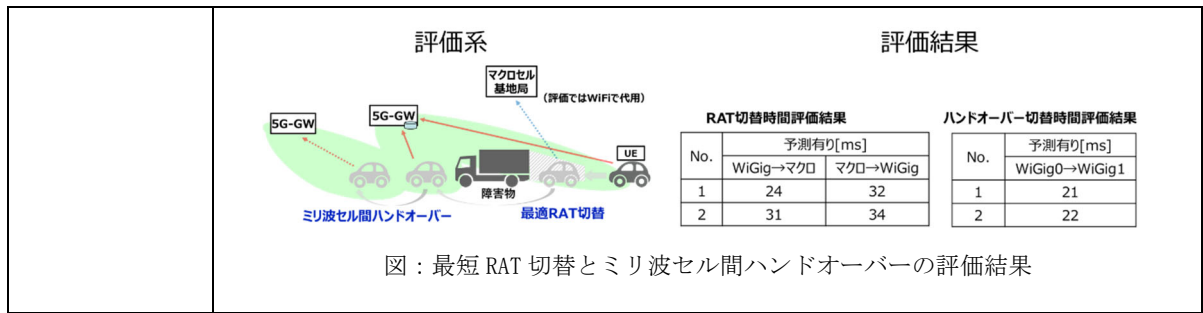 評価系
評価結果
マクロセル
基地局
(評価ではWiFiで代用)
5G-GW
5G-GW
UE
障害物
ミリ波セル間ハンドオーバー
最適RAT切替
RAT切替時間評価結果
No. 予測有り[ms]
WiGig→マクロ マクロ→WiGig
1 24 32
2 31 34
ハンドオーバー切替時間評価結果
No. 予測有り[ms]
WiGig0→WiGig1
1 21
2 22
図：最短 RAT 切替とミリ波セル間ハンドオーバーの評価結果